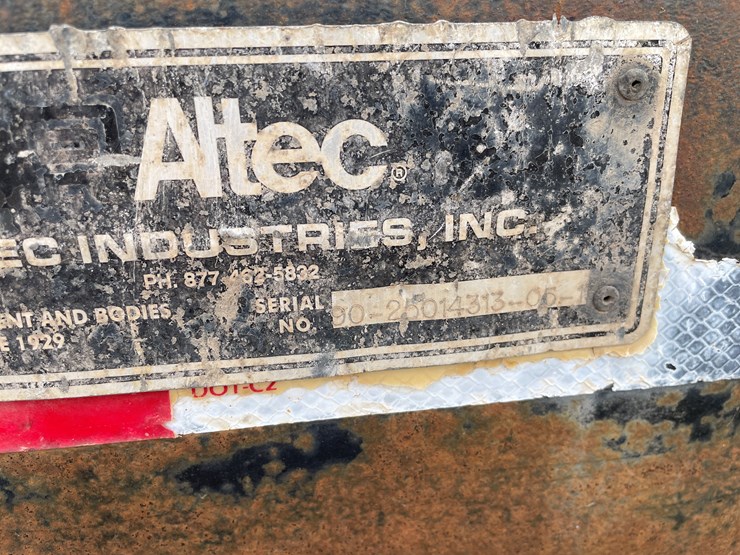 Altec®
EC INDUSTRIES, INC.
PH. 877-462-5832
ENT AND BODIES
SERIAL
E 1929
NO.
DOT-C2